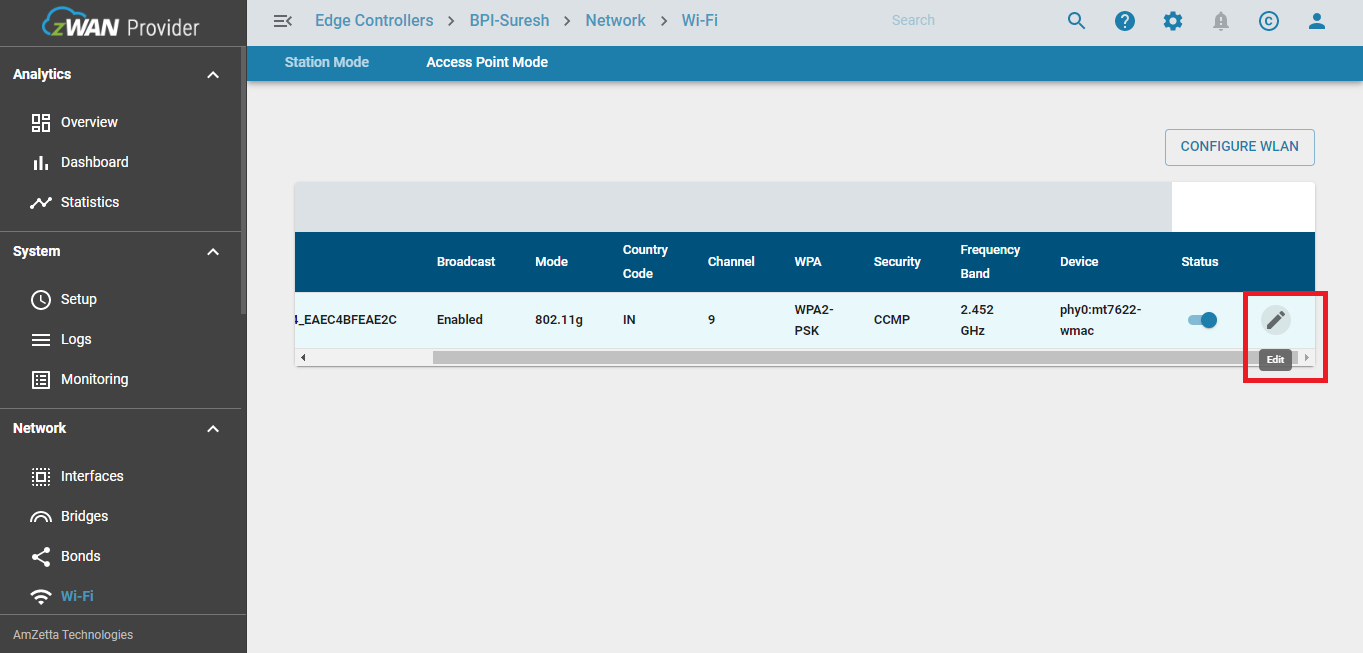 zWAN Provider
Edge Controllers > BPI-Suresh > Network > Wi-Fi
Search
Station Mode
Access Point Mode
Analytics
Overview
Dashboard
Statistics
System
Setup
Logs
Monitoring
Network
Interfaces
Bridges
Bonds
Wi-Fi
AmZetta Technologies
CONFIGURE WLAN
Broadcast Mode Country Code Channel WPA Security Frequency Band Device Status
4_EAEC4BFEAE2C Enabled 802.11g IN 9 WPA2-PSK CCMP 2.452 GHz phy0:mt7622-wmac
Edit